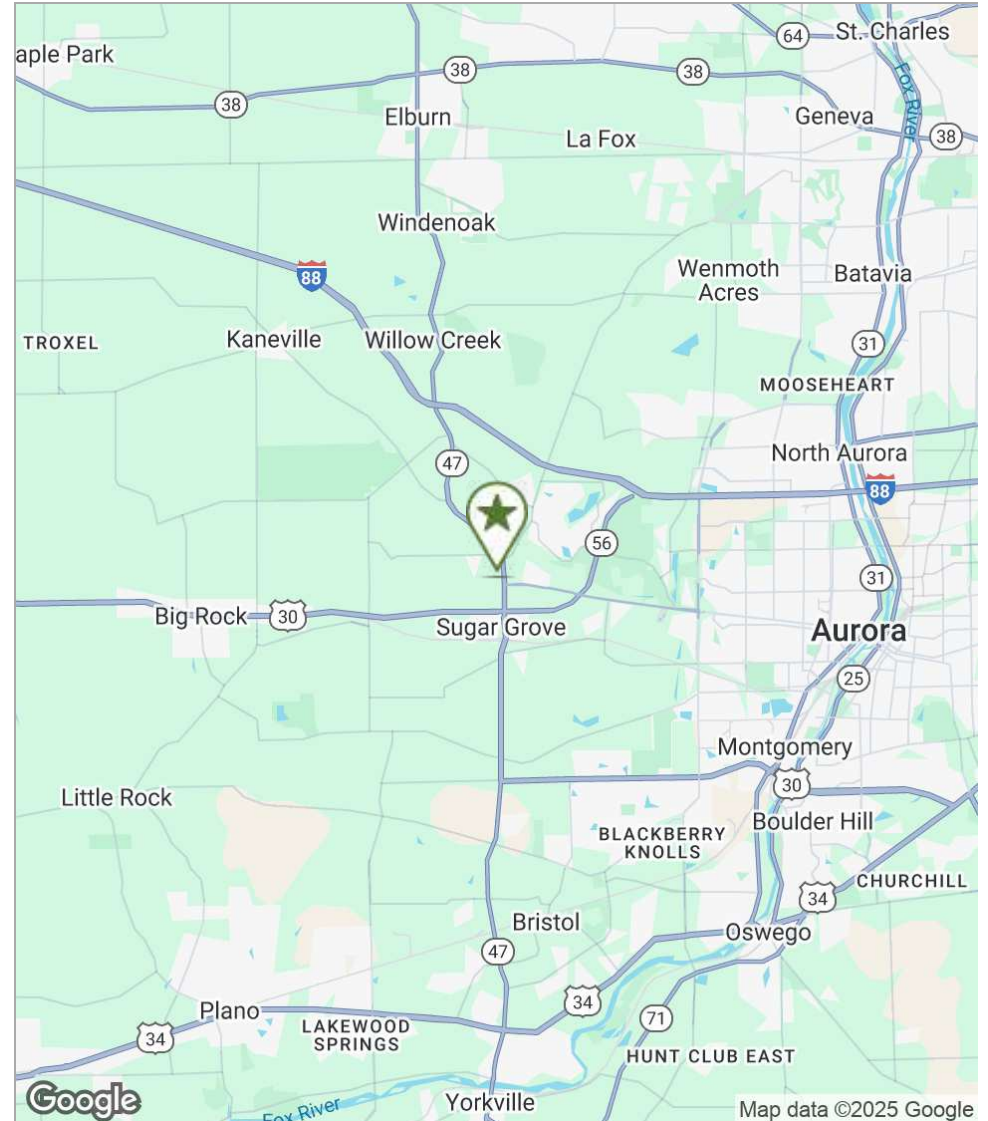 64
St. Charles
aple Park
38
38
38
Fox River
Elburn
Geneva
La Fox
38
Windenoak
88
Wenmoth
Acres
Batavia
TROXEL
Kaneville
Willow Creek
31
MOOSEHEART
47
North Aurora
88
56
31
Big Rock
30
Sugar Grove
Aurora
25
Montgomery
30
Little Rock
Boulder Hill
BLACKBERRY
KNOLLS
CHURCHILL
34
Bristol
Oswego
47
34
Plano
71
LAKEWOOD
SPRINGS
34
HUNT CLUB EAST
Google
Fox River
Yorkville
Map data ©2025 Google